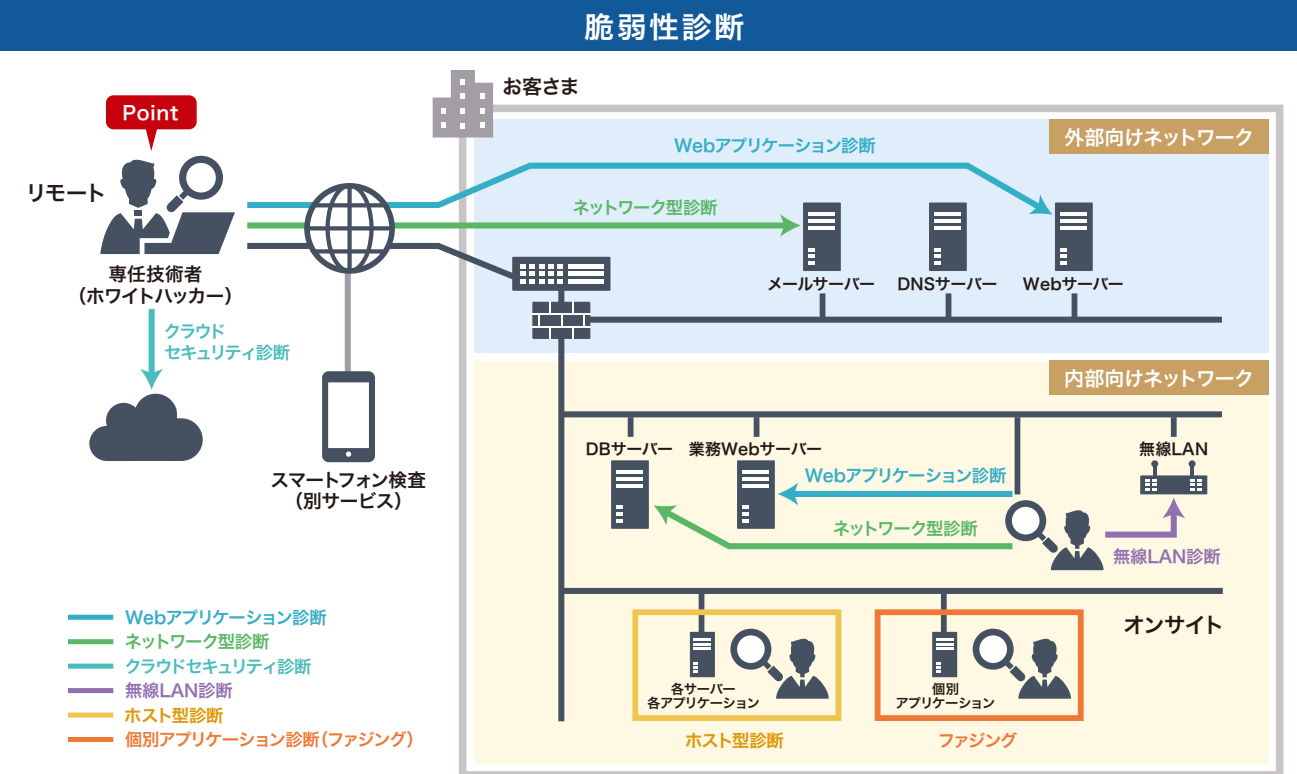 脆弱性診断
お客さま
Point
外部向けネットワーク
Webアプリケーション診断
リモート
ネットワーク型診断
専任技術者
（ホワイトハッカー）
メールサーバー
DNSサーバー
Webサーバー
クラウド
セキュリティ診断
内部向けネットワーク
DBサーバー
業務Webサーバー
無線LAN
スマートフォン検査
（別サービス）
Webアプリケーション診断
ネットワーク型診断
無線LAN診断
オンサイト
Webアプリケーション診断
ネットワーク型診断
クラウドセキュリティ診断
無線LAN診断
ホスト型診断
個別アプリケーション診断（ファジング）
各サーバー
各アプリケーション
ホスト型診断
個別
アプリケーション
ファジング